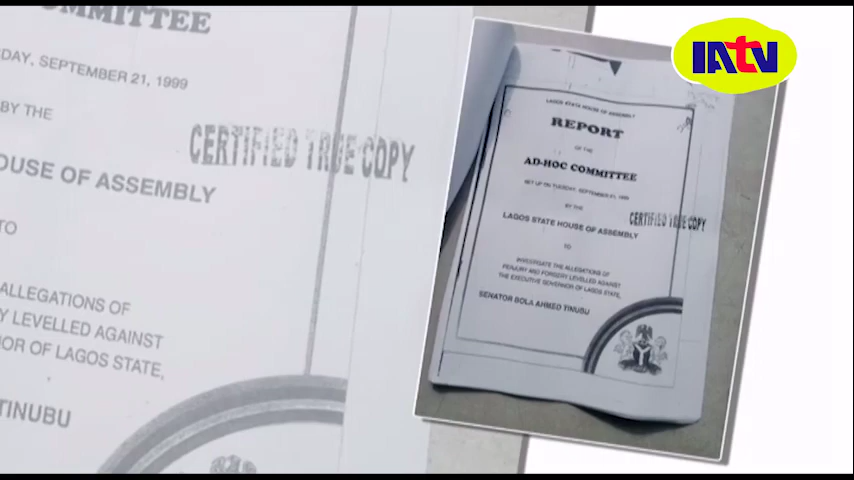 COMMITTEE
DAY, SEPTEMBER 21, 1999
BY THE
CERTIFIED TRUE COPY
HOUSE OF ASSEMBLY
TO
ALLEGATIONS OF
Y LEVELLED AGAINST
NOR OF LAGOS STATE,
TINUBU
IATV
LAGOS STATE HOUSE OF ASSEMBLY
REPORT
OF THE
AD-HOC COMMITTEE
SET UP ON TUESDAY, SEPTEMBER 21, 1999
BY THE
CERTIFIED TRUE COPY
LAGOS STATE HOUSE OF ASSEMBLY
TO
INVESTIGATE THE ALLEGATIONS OF
PERJURY AND FORGERY LEVELLED AGAINST
THE EXECUTIVE GOVERNOR OF LAGOS STATE,
SENATOR BOLA AHMED TINUBU